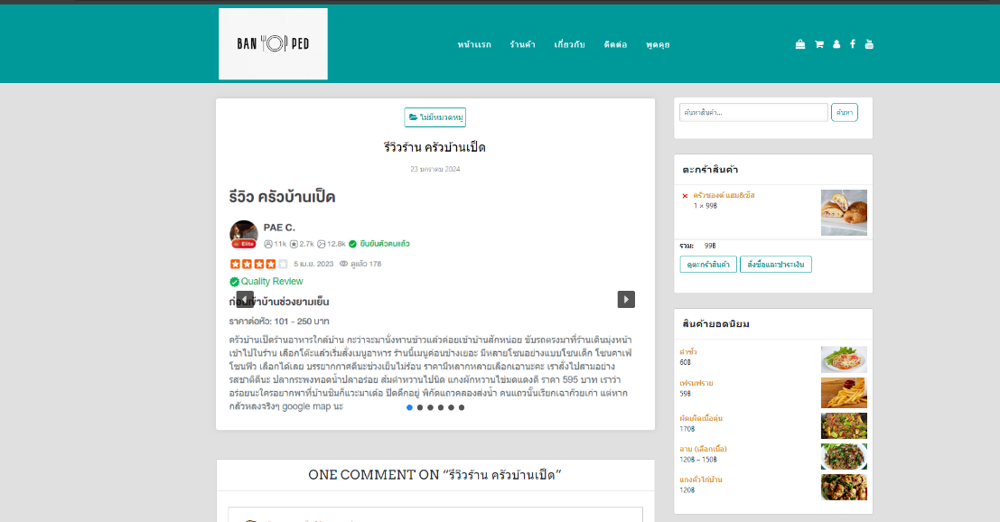 BAN PED
หน้าแรก
ร้านค้า
เกี่ยวกับ
ติดต่อ
พูดคุย
ไม่มีหมวดหมู่
รีวิวร้าน ครัวบ้านเป็ด
23 มกราคม 2024
รีวิว ครัวบ้านเป็ด
PAE C.
Elite
11k 2.7k 12.8k ยืนยันตัวตนแล้ว
5 เม.ย. 2023 ดูแล้ว 178
Quality Review
ก่อนเข้าบ้านช่วงยามเย็น
ราคาต่อหัว: 101 - 250 บาท
ครัวบ้านเป็ดร้านอาหารใกล้บ้าน กะว่าจะมานั่งทานข้าวแล้วค่อยเข้าบ้านสักหน่อย ขับรถตรงมาที่ร้านเดินมุ่งหน้า
เข้าไปในร้าน เลือกโต๊ะแล้วเริ่มสั่งเมนูอาหาร ร้านนี้เมนูค่อนข้างเยอะ มีหลายโซนอย่างแบบโซนเด็ก โซนคาเฟ่
โซนฟิว เลือกได้เลย บรรยากาศดีนะช่วงเย็นไม่ร้อน ราคามีหลากหลายเลือกเอานะคะ เราสั่งไปสามอย่าง
รสชาติดีนะ ปลากระพงทอดน้ำปลาอร่อย ส้มตำหวานไปนิด แกงผักหวานไข่มดแดงดี ราคา 595 บาท เราว่า
อร่อยนะใครอยากพาที่บ้านชิมก็แวะมาเด้อ ปิดดึกอยู่ พิกัดแถวคลองส่งน้ำ คนแถวนั้นเรียกเฉาก๊วยเก่า แต่หาก
กลัวหลงจริงๆ google map นะ
ONE COMMENT ON “รีวิวร้าน ครัวบ้านเป็ด”
ค้นหาสินค้า...
ค้นหา
ตะกร้าสินค้า
ครัวซองต์ แฮม&ชีส
1 × 99฿
รวม: 99฿
ดูตะกร้าสินค้า
สั่งซื้อและชำระเงิน
สินค้ายอดนิยม
ตำซั่ว
60฿
เฟรนฟราย
59฿
ผัดเผ็ดเนื้อตุ๋น
170฿
ลาบ (เลือกเนื้อ)
120฿ – 150฿
แกงคั่วไก่บ้าน
120฿